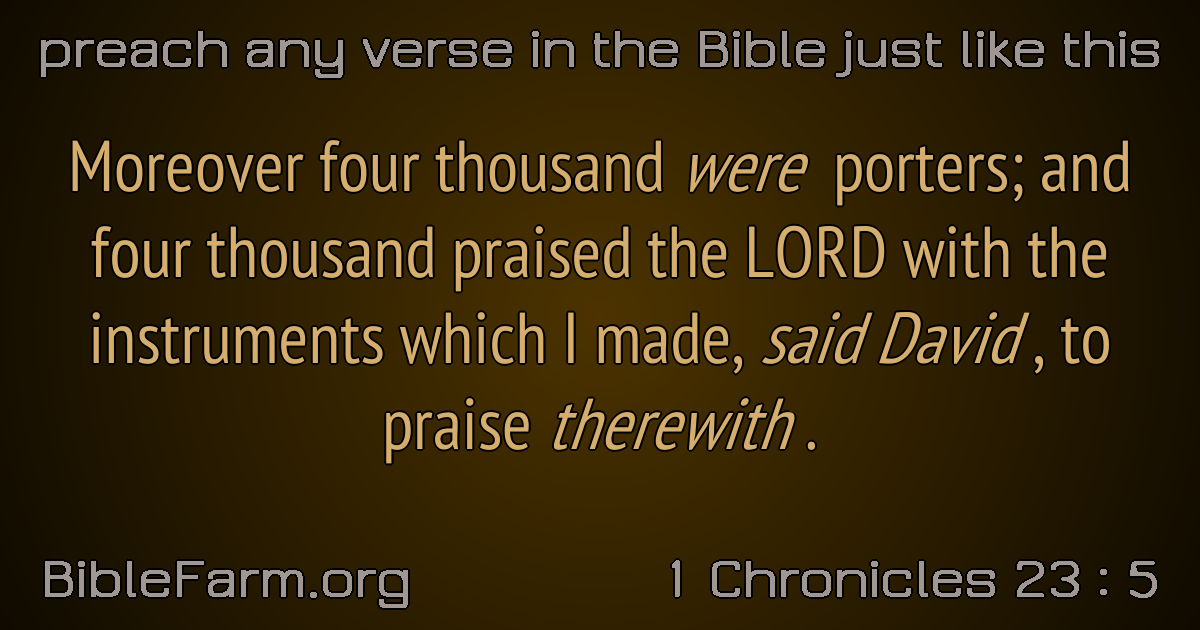 preach any verse in the Bible just like this
Moreover four thousand were porters; and
four thousand praised the LORD with the
instruments which I made, said David , to
praise therewith .
BibleFarm.org
1 Chronicles 23 : 5